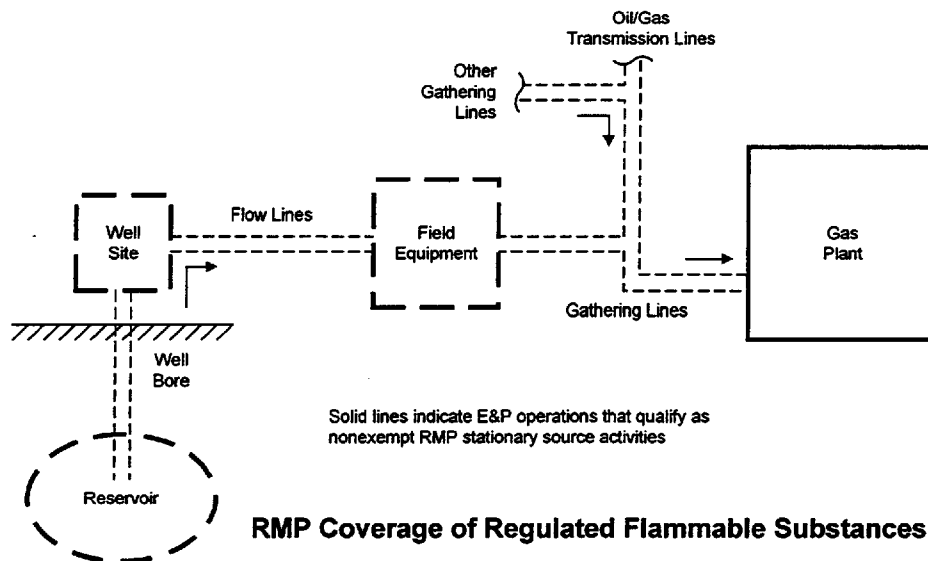 Oil/Gas
Transmission Lines
Other
Gathering
Lines
Well
Site
Flow Lines
Field
Equipment
Gas
Plant
Gathering Lines
Well
Bore
Solid lines indicate E&P operations that qualify as
nonexempt RMP stationary source activities
Reservoir
RMP Coverage of Regulated Flammable Substances